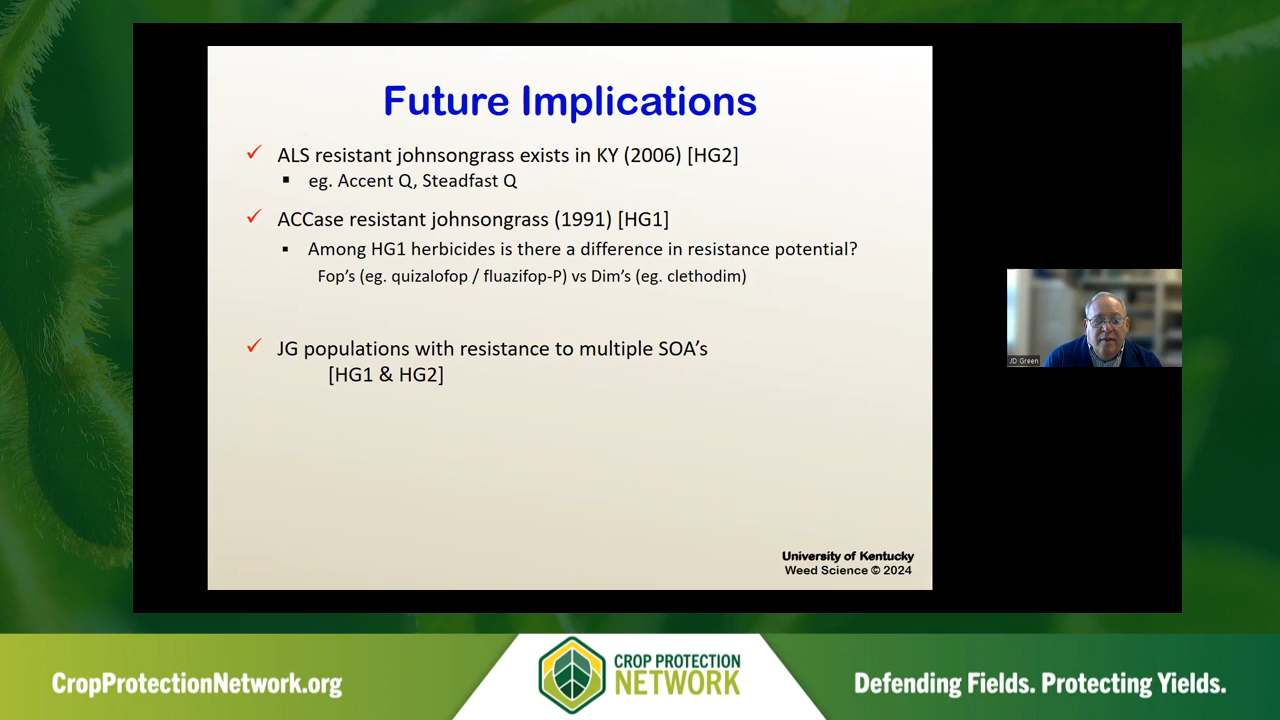 Future Implications
✓ ALS resistant johnsongrass exists in KY (2006) [HG2]
▪ eg. Accent Q, Steadfast Q
✓ ACCase resistant johnsongrass (1991) [HG1]
▪ Among HG1 herbicides is there a difference in resistance potential?
Fop's (eg. quizalofop / fluazifop-P) vs Dim's (eg. clethodim)
✓ JG populations with resistance to multiple SOA's
[HG1 & HG2]
University of Kentucky
Weed Science © 2024
JD Green
CropProtectionNetwork.org
CROP PROTECTION
NETWORK
Defending Fields. Protecting Yields.